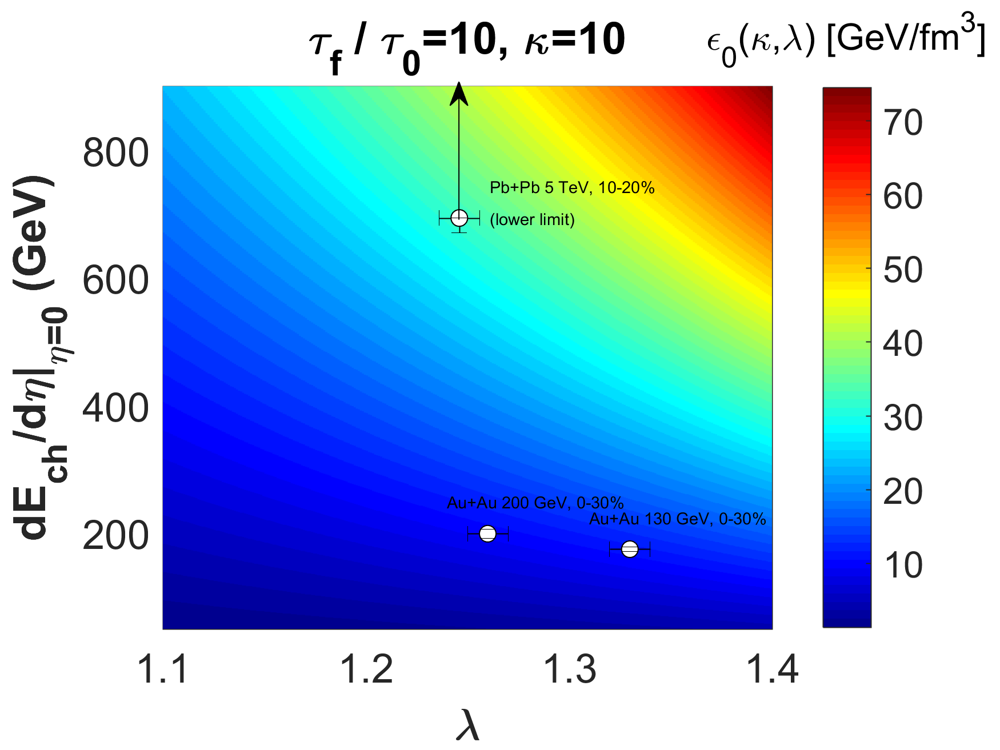 τf / τ0=10, κ=10
ϵ0(κ,λ) [GeV/fm3]
dEch/dη|η=0 (GeV)
800
600
400
200
Pb+Pb 5 TeV, 10-20%
(lower limit)
Au+Au 200 GeV, 0-30%
Au+Au 130 GeV, 0-30%
70
60
50
40
30
20
10
1.1 1.2 1.3 1.4
λ